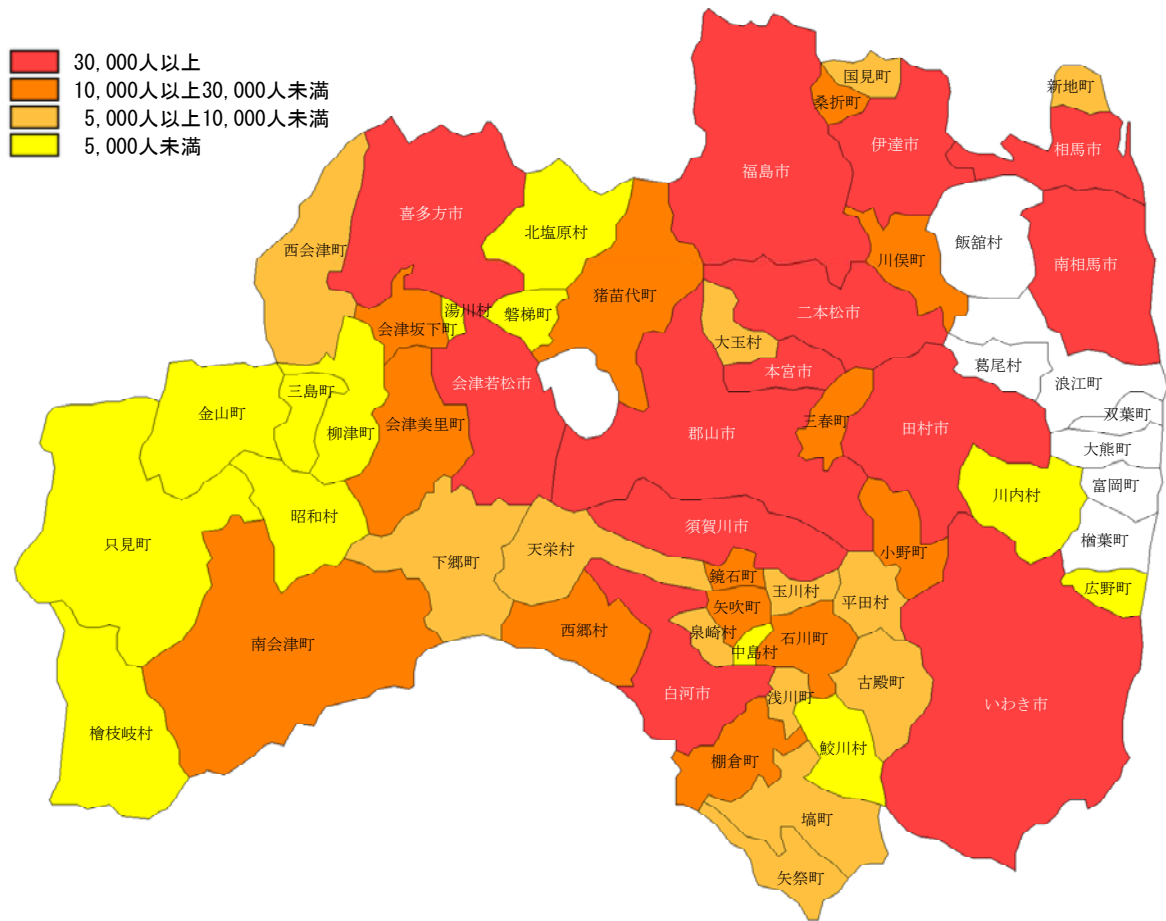 30,000人以上
10,000人以上30,000人未満
5,000人以上10,000人未満
5,000人未満
国見町
新地町
桑折町
伊達市
相馬市
福島市
喜多方市
北塩原村
飯舘村
西会津町
川俣町
南相馬市
猪苗代町
湯川村
磐梯町
二本松市
会津坂下町
大玉村
葛尾村
本宮市
会津若松市
浪江町
三島町
双葉町
金山町
柳津町
会津美里町
郡山市
三春町
田村市
大熊町
富岡町
川内村
昭和村
須賀川市
只見町
下郷町
天栄村
小野町
楢葉町
鏡石町
玉川村
平田村
広野町
矢吹町
泉崎村
西郷村
石川町
南会津町
中島村
古殿町
白河市
浅川町
いわき市
檜枝岐村
鮫川村
棚倉町
塙町
矢祭町